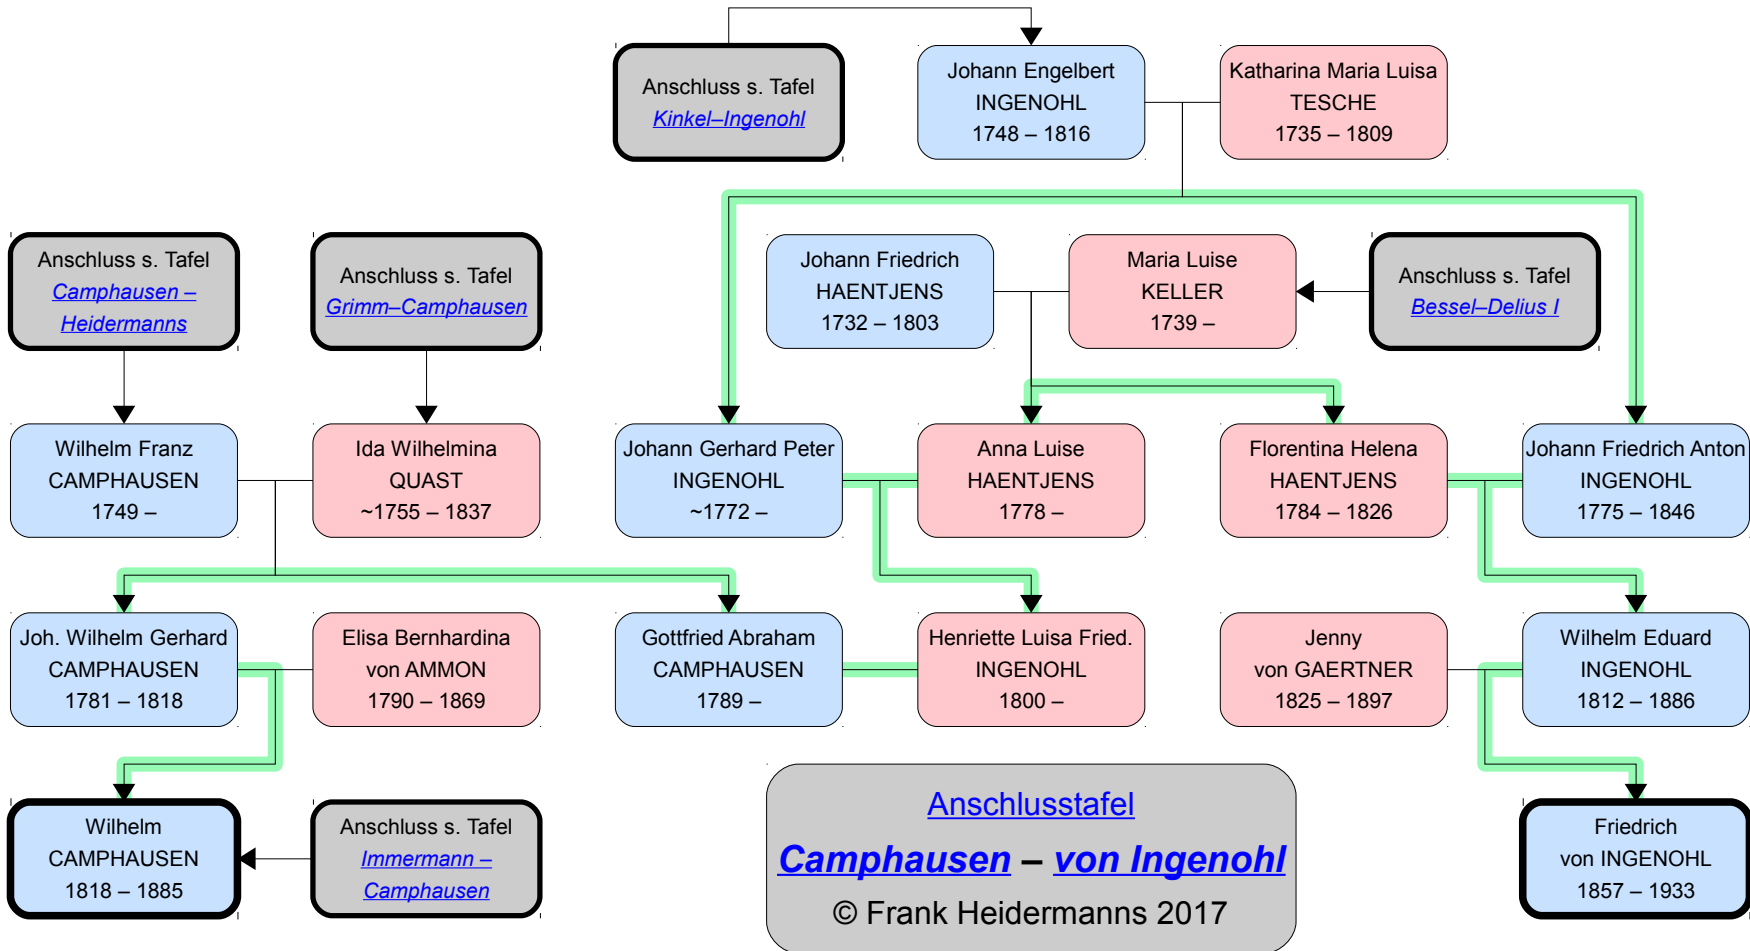 Anschluss s. Tafel
Kinkel–Ingenohl
Johann Engelbert
INGENOHL
1748 – 1816
Katharina Maria Luisa
TESCHE
1735 – 1809
Anschluss s. Tafel
Camphausen –
Heidermanns
Anschluss s. Tafel
Grimm–Camphausen
Johann Friedrich
HAENTJENS
1732 – 1803
Maria Luise
KELLER
1739 –
Anschluss s. Tafel
Bessel–Delius I
Wilhelm Franz
CAMPHAUSEN
1749 –
Ida Wilhelmina
QUAST
~1755 – 1837
Johann Gerhard Peter
INGENOHL
~1772 –
Anna Luise
HAENTJENS
1778 –
Florentina Helena
HAENTJENS
1784 – 1826
Johann Friedrich Anton
INGENOHL
1775 – 1846
Joh. Wilhelm Gerhard
CAMPHAUSEN
1781 – 1818
Elisa Bernhardina
von AMMON
1790 – 1869
Gottfried Abraham
CAMPHAUSEN
1789 –
Henriette Luisa Fried.
INGENOHL
1800 –
Jenny
von GAERTNER
1825 – 1897
Wilhelm Eduard
INGENOHL
1812 – 1886
Wilhelm
CAMPHAUSEN
1818 – 1885
Anschluss s. Tafel
Immermann –
Camphausen
Anschlusstafel
Camphausen – von Ingenohl
© Frank Heidermanns 2017
Friedrich
von INGENOHL
1857 – 1933